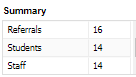 Summary
Referrals 16
Students 14
Staff 14